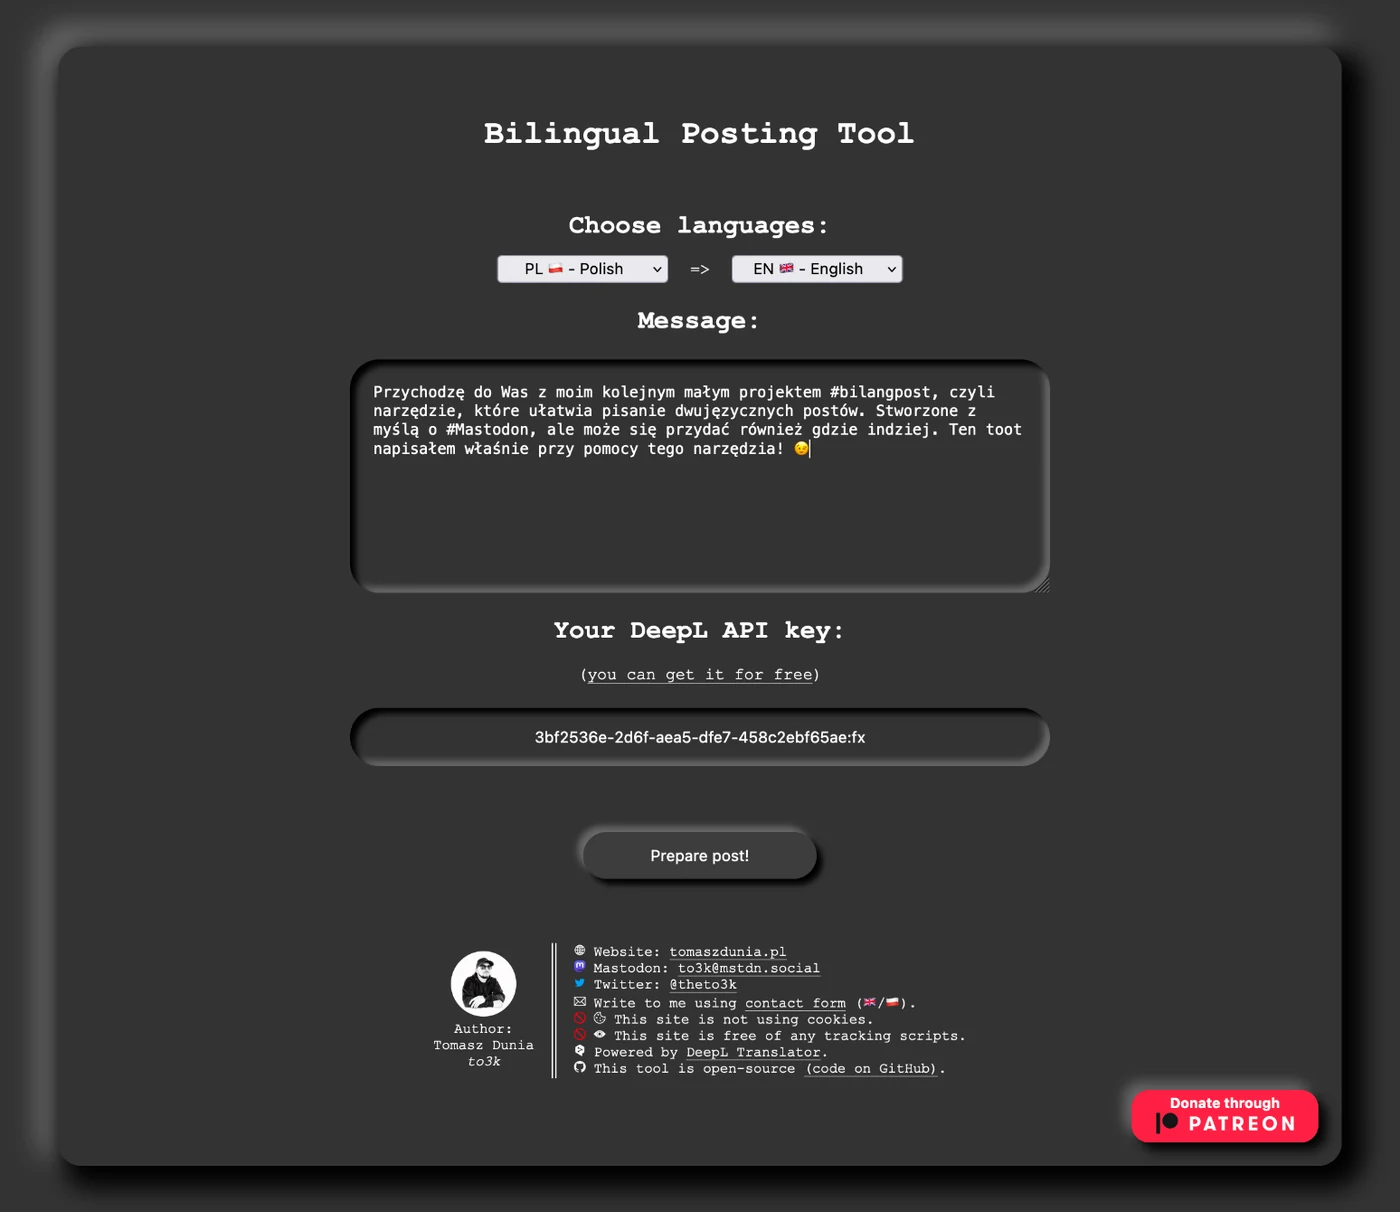 Bilingual Posting Tool
Choose languages:
PL 🇵🇱 - Polish => EN 🇬🇧 - English
Message:
Przychodzę do Was z moim kolejnym małym projektem #bilangpost, czyli
narzędzie, które ułatwia pisanie dwujęzycznych postów. Stworzone z
myślą o #Mastodon, ale może się przydać również gdzie indziej. Ten toot
napisałem właśnie przy pomocy tego narzędzia! 😉
Your DeepL API key:
(you can get it for free)
3bf2536e-2d6f-aea5-dfe7-458c2ebf65ae:fx
Prepare post!
Author:
Tomasz Dunia
to3k
Website: tomaszdunia.pl
Mastodon: to3k@mstdn.social
Twitter: @theto3k
Write to me using contact form (🇬🇧/🇵🇱).
This site is not using cookies.
This site is free of any tracking scripts.
Powered by DeepL Translator.
This tool is open-source (code on GitHub).
Donate through
PATREON